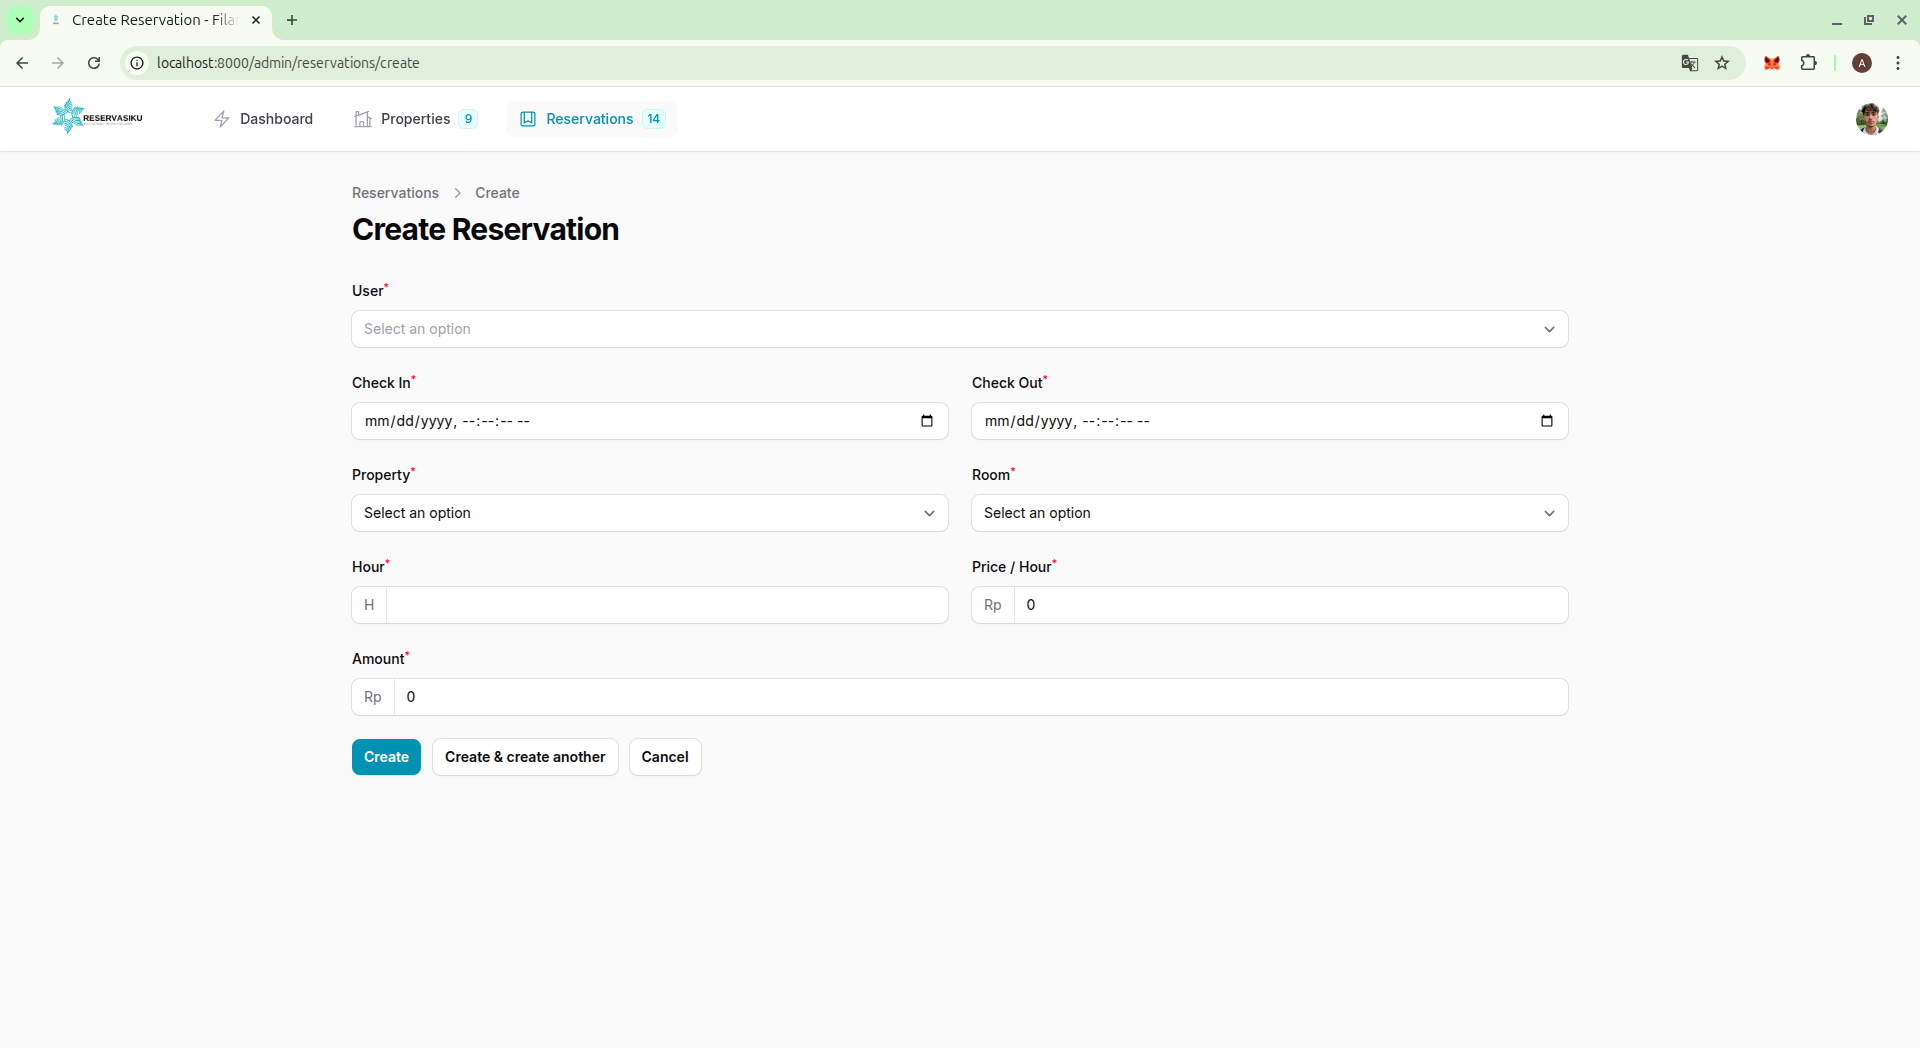 Create Reservation - Fila
localhost:8000/admin/reservations/create
A
RESERVASIKU
Dashboard
Properties 9
Reservations 14
Reservations > Create
Create Reservation
User*
Select an option
Check In*
Check Out*
mm/dd/yyyy, --:--:-- --
mm/dd/yyyy, --:--:-- --
Property*
Room*
Select an option
Select an option
Hour*
Price / Hour*
H
Rp 0
Amount*
Rp 0
Create
Create & create another
Cancel